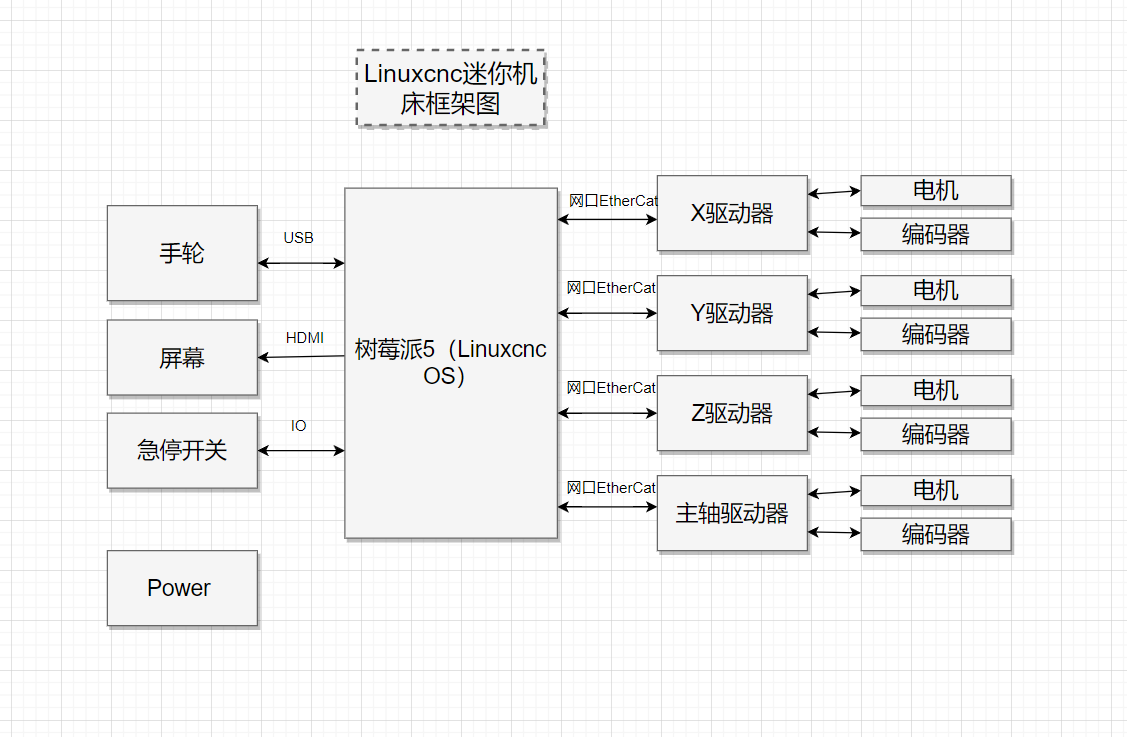 Linuxcnc迷你机
床框架图
手轮
USB
屏幕
HDMI
急停开关
IO
Power
树莓派5（Linuxcnc
OS）
网口EtherCat
X驱动器
电机
编码器
网口EtherCat
Y驱动器
电机
编码器
网口EtherCat
Z驱动器
电机
编码器
网口EtherCat
主轴驱动器
电机
编码器